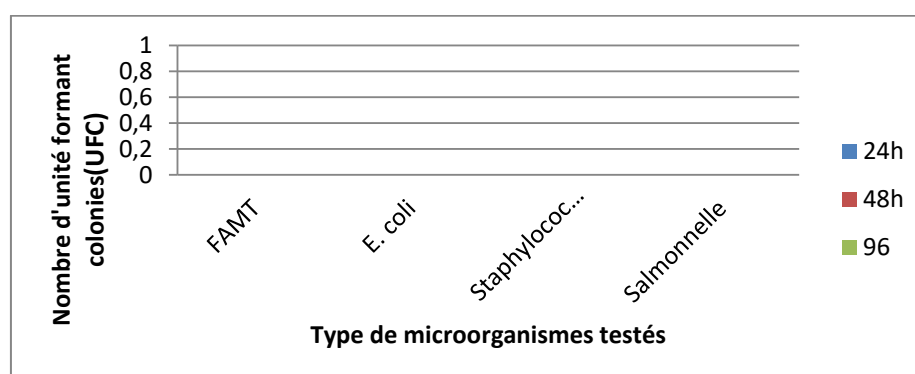 Nombre d'unité formant
colonies(UFC)
1
0,8
0,6
0,4
0,2
0
FAMT
E. coli
Staphylococ...
Salmonnelle
Type de microorganismes testés
24h
48h
96